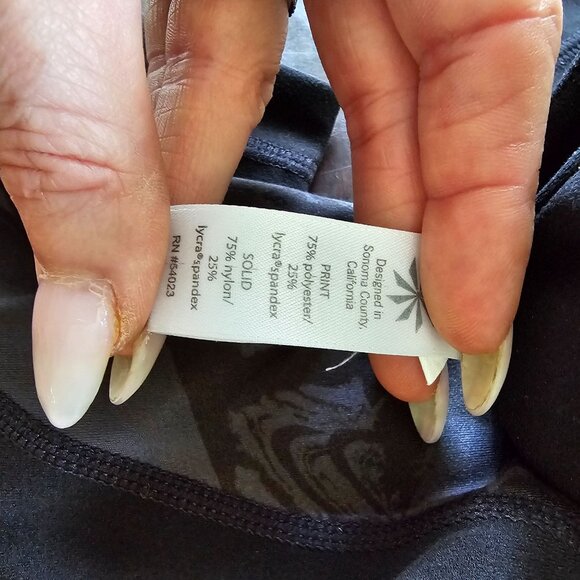 Designed in
Sonoma County,
California
PRINT
75% polyester/
25%
lycra®spandex
SOLID
75% nylon/
25%
lycra®spandex
RN #54023